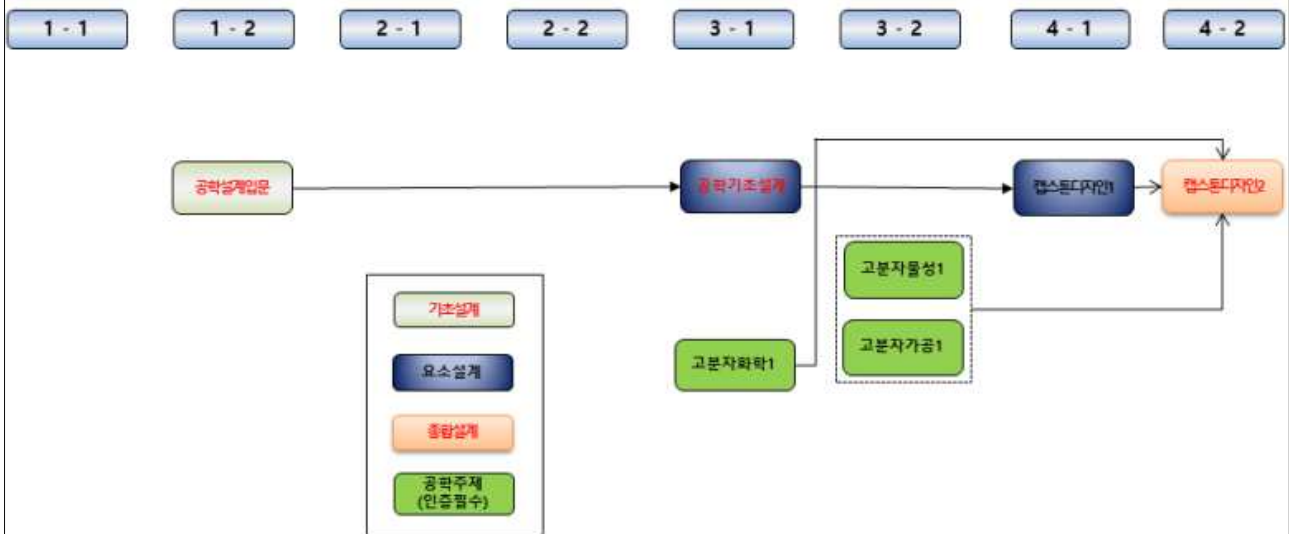 1 - 1
1 - 2
2 - 1
2 - 2
3 - 1
3 - 2
4 - 1
4 - 2
공학설계입문
공학기초설계
캡스톤디자인1
캡스톤디자인2
고분자물성1
고분자가공1
고분자화학1
기초설계
요소설계
종합설계
공학주제
(인증필수)